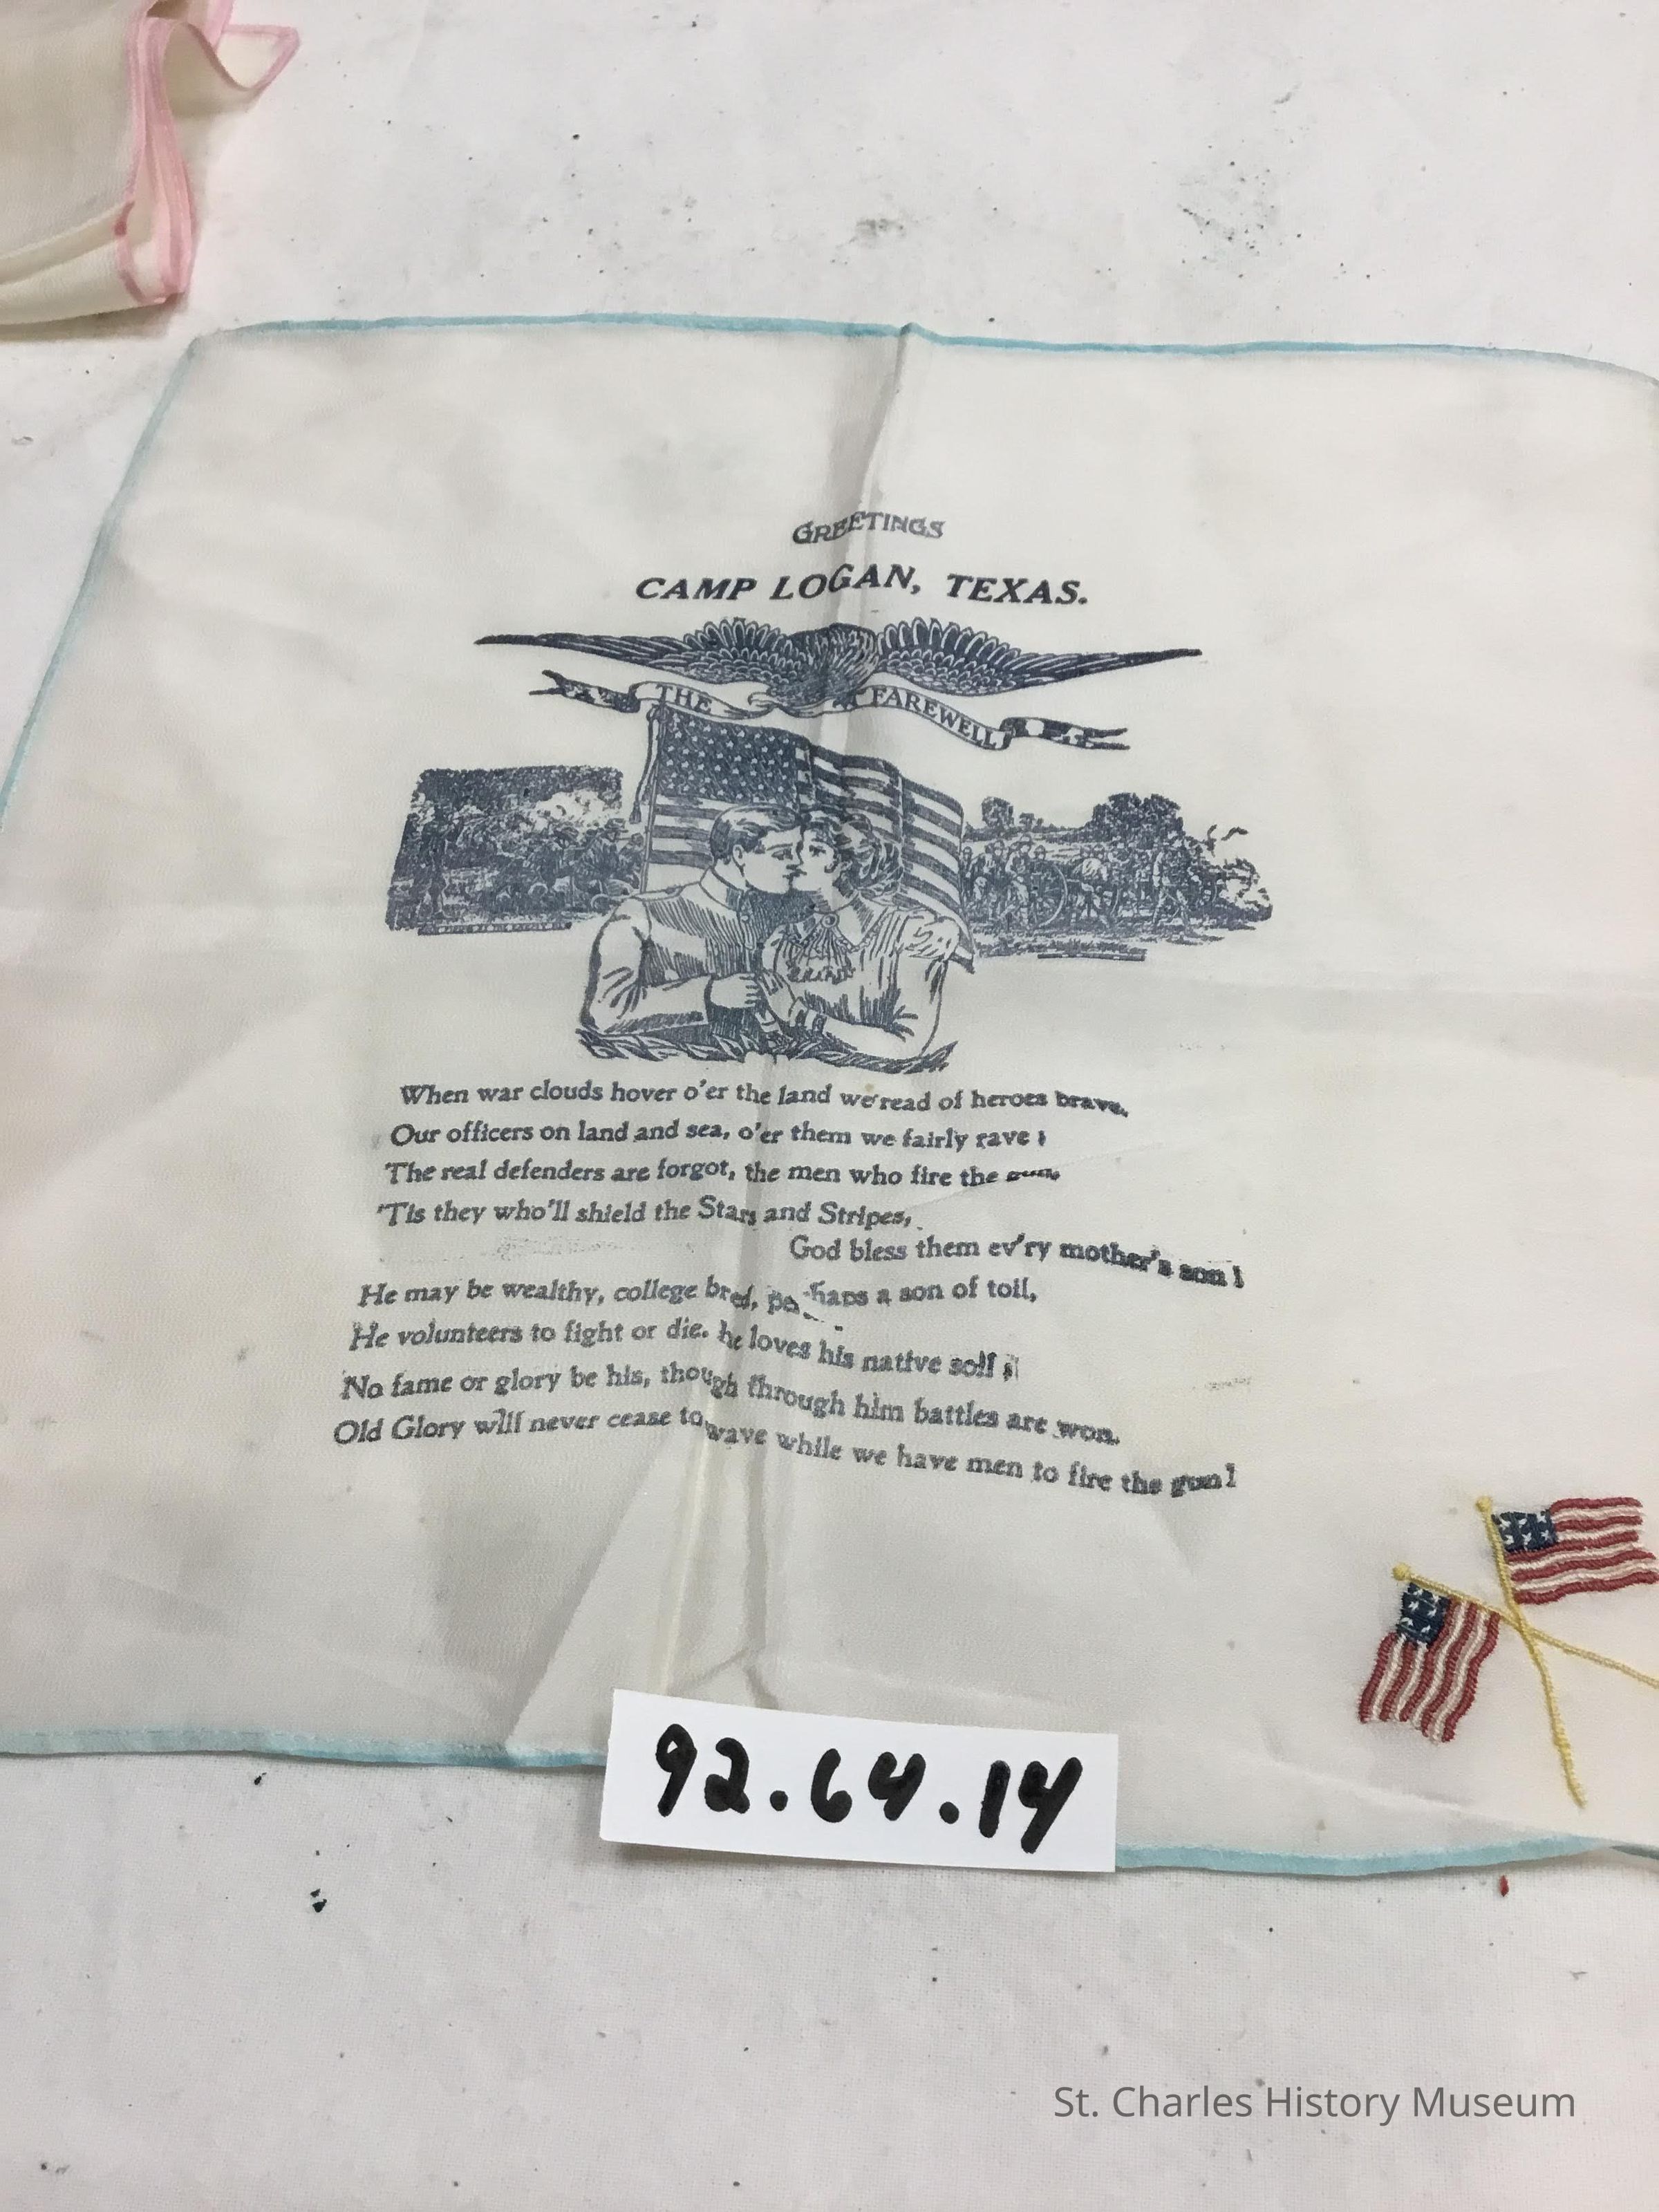 GREETINGS
CAMP LOGAN, TEXAS.
THE FAREWELL
When war clouds hover o'er the land we read of heroes brave,
Our officers on land and sea, o'er them we fairly rave!
The real defenders are forgot, the men who fire the
'Tis they who'll shield the Stars and Stripes,
God bless them ev'ry mother's son!
He may be wealthy, college bred, perhaps a son of toil,
He volunteers to fight or die. he loves his native soil;
No fame or glory be his, though through him battles are won.
Old Glory will never cease to wave while we have men to fire the gun!
92.64.14
St. Charles History Museum